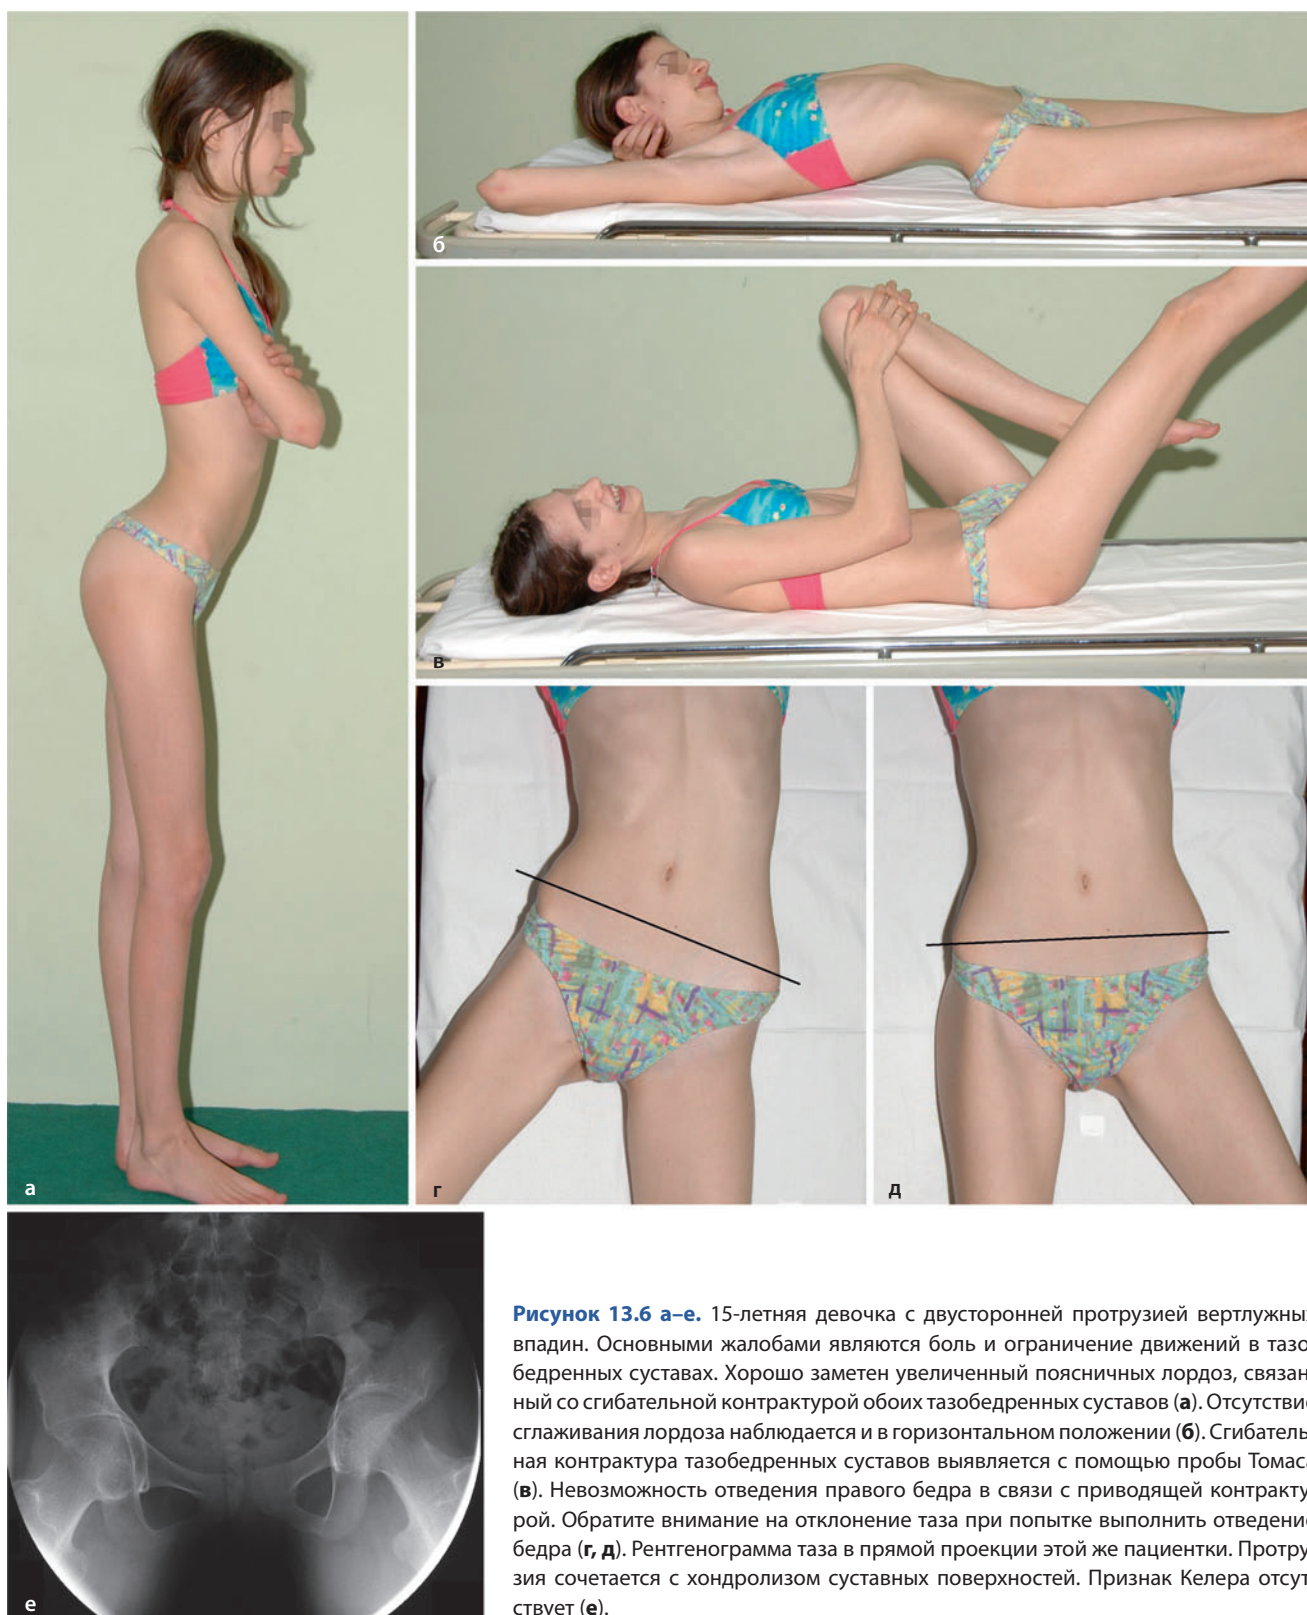 а
б
в
г
д
е
Рисунок 13.6 а–е. 15-летняя девочка с двусторонней протрузией вертлужных
впадин. Основными жалобами являются боль и ограничение движений в тазо-
бедренных суставах. Хорошо заметен увеличенный поясничных лордоз, связан-
ный со сгибательной контрактурой обоих тазобедренных суставов (а). Отсутствие
сглаживания лордоза наблюдается и в горизонтальном положении (б). Сгибатель-
ная контрактура тазобедренных суставов выявляется с помощью пробы Томаса
(в). Невозможность отведения правого бедра в связи с приводящей контракту-
рой. Обратите внимание на отклонение таза при попытке выполнить отведение
бедра (г, д). Рентгенограмма таза в прямой проекции этой же пациентки. Протру-
зия сочетается с хондролизом суставных поверхностей. Признак Келера отсут-
ствует (е).